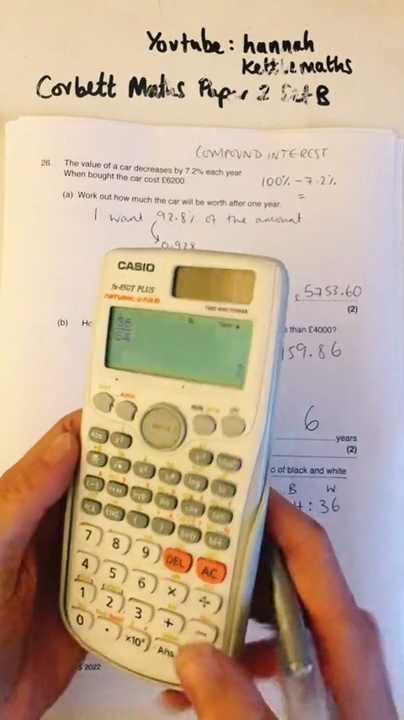 Youtube: hannah
kettlemaths
Corbett Maths Paper 2 Set B
COMPOUND INTEREST
26. The value of a car decreases by 7.2% each year.
When bought the car cost £6200. 100% - 7.2%
=
(a) Work out how much the car will be worth after one year.
I want 92.8% of the amount
0.928
CASIO
fx-85GT PLUS
NATURAL-V.P.A.M.
TWO WAY POWER
£ 5753.60
(2)
(b)
than £4000?
159.86
6
years
(2)
o of black and white
B W
: 36
7 8 9 DEL AC
4 5 6 × ÷
1 2 3 + −
0 . ×10ˣ Ans
2022